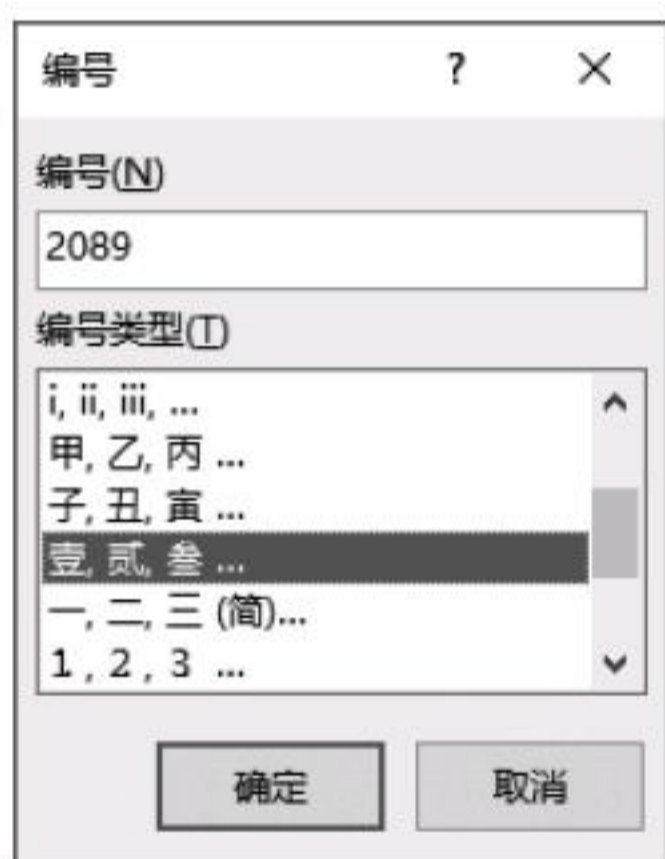 编号 ? ×
编号(N)
2089
编号类型(T)
i, ii, iii, ...
甲, 乙, 丙 ...
子, 丑, 寅 ...
壹, 贰, 叁 ...
一, 二, 三 (简)...
1 , 2 , 3 ...
确定 取消